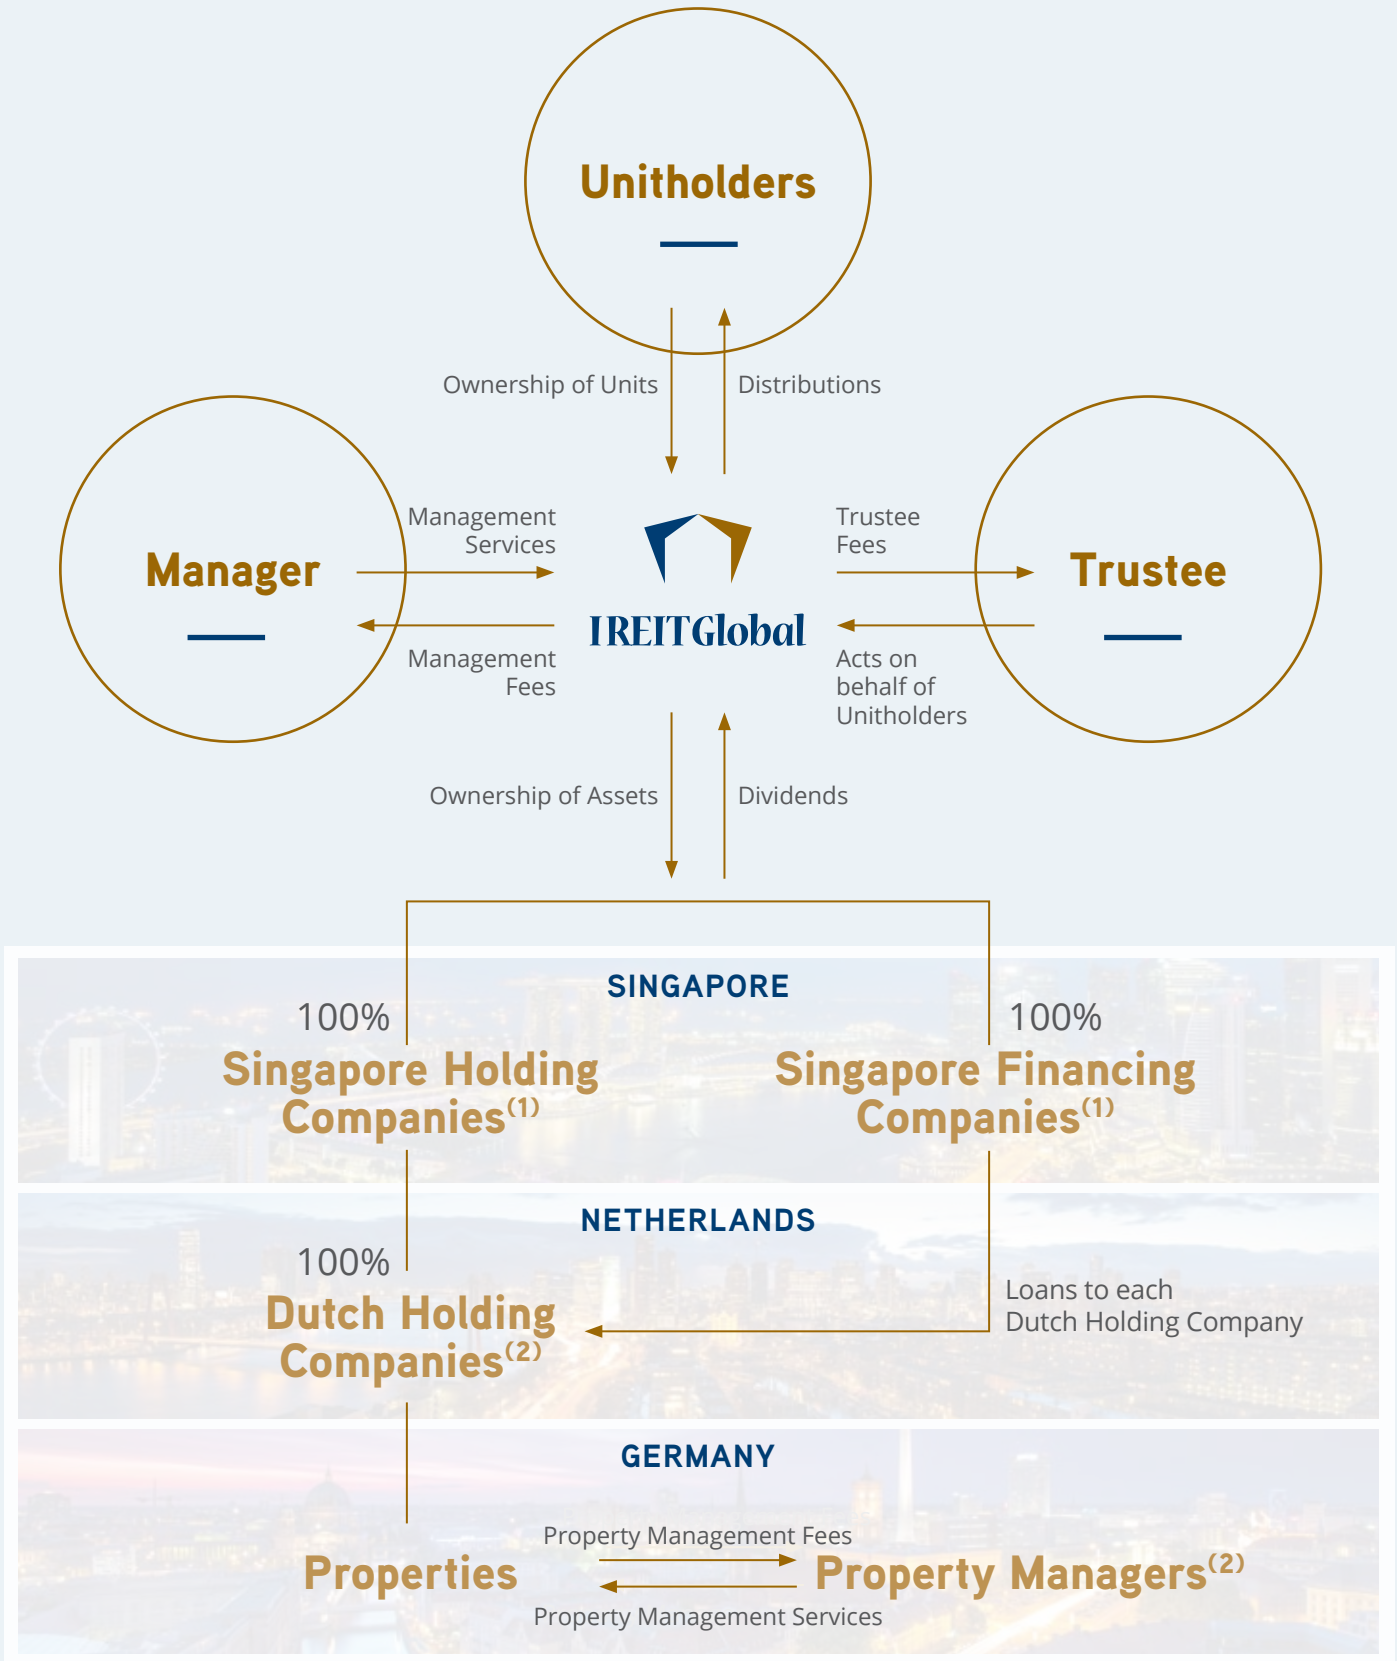 Unitholders
Ownership of Units
Distributions
Management
Services
Trustee
Fees
Manager
Trustee
IREITGlobal
Management
Fees
Acts on
behalf of
Unitholders
Ownership of Assets
Dividends
SINGAPORE
100%
100%
Singapore Holding
Companies(1)
Singapore Financing
Companies(1)
NETHERLANDS
100%
Dutch Holding
Companies(2)
Loans to each
Dutch Holding Company
GERMANY
Property Management Fees
Properties
Property Managers(2)
Property Management Services